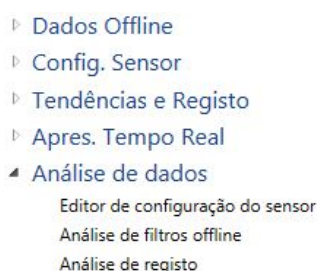 Dados Offline
Config. Sensor
Tendências e Registo
Apres. Tempo Real
Análise de dados
Editor de configuração do sensor
Análise de filtros offline
Análise de registo